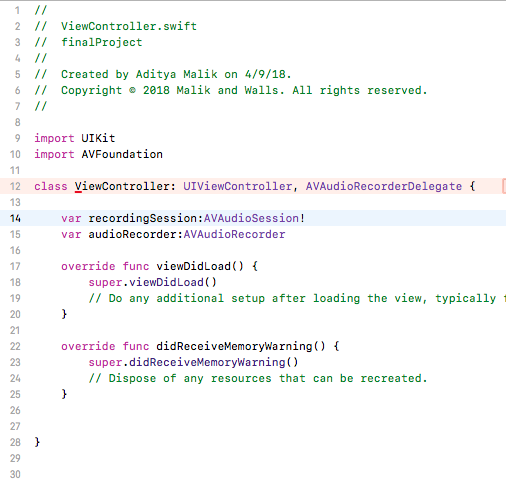 1 //
2 // ViewController.swift
3 // finalProject
4 //
5 // Created by Aditya Malik on 4/9/18.
6 // Copyright © 2018 Malik and Walls. All rights reserved.
7 //
8
9 import UIKit
10 import AVFoundation
11
12 class ViewController: UIViewController, AVAudioRecorderDelegate {
13
14 var recordingSession:AVAudioSession!
15 var audioRecorder:AVAudioRecorder
16
17 override func viewDidLoad() {
18 super.viewDidLoad()
19 // Do any additional setup after loading the view, typically
20 }
21
22 override func didReceiveMemoryWarning() {
23 super.didReceiveMemoryWarning()
24 // Dispose of any resources that can be recreated.
25 }
26
27
28 }
29
30